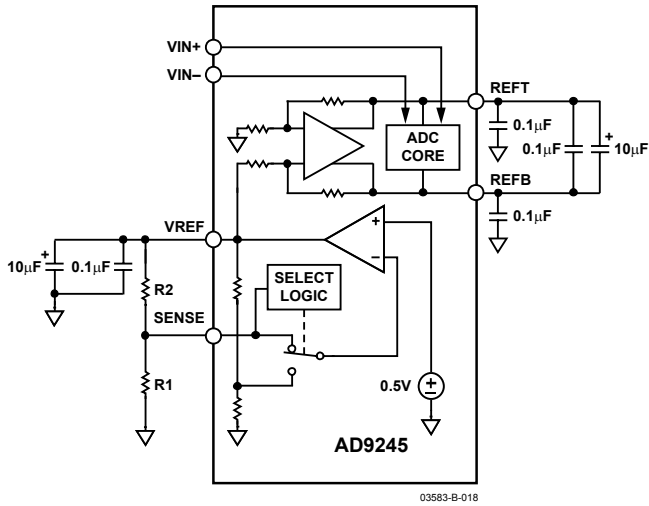 VIN+
VIN–
REFT
0.1μF
ADC
CORE
0.1μF
10μF
+
REFB
0.1μF
VREF
+
–
10μF
+
0.1μF
R2
SELECT
LOGIC
SENSE
R1
0.5V
+
–
AD9245
03583-B-018